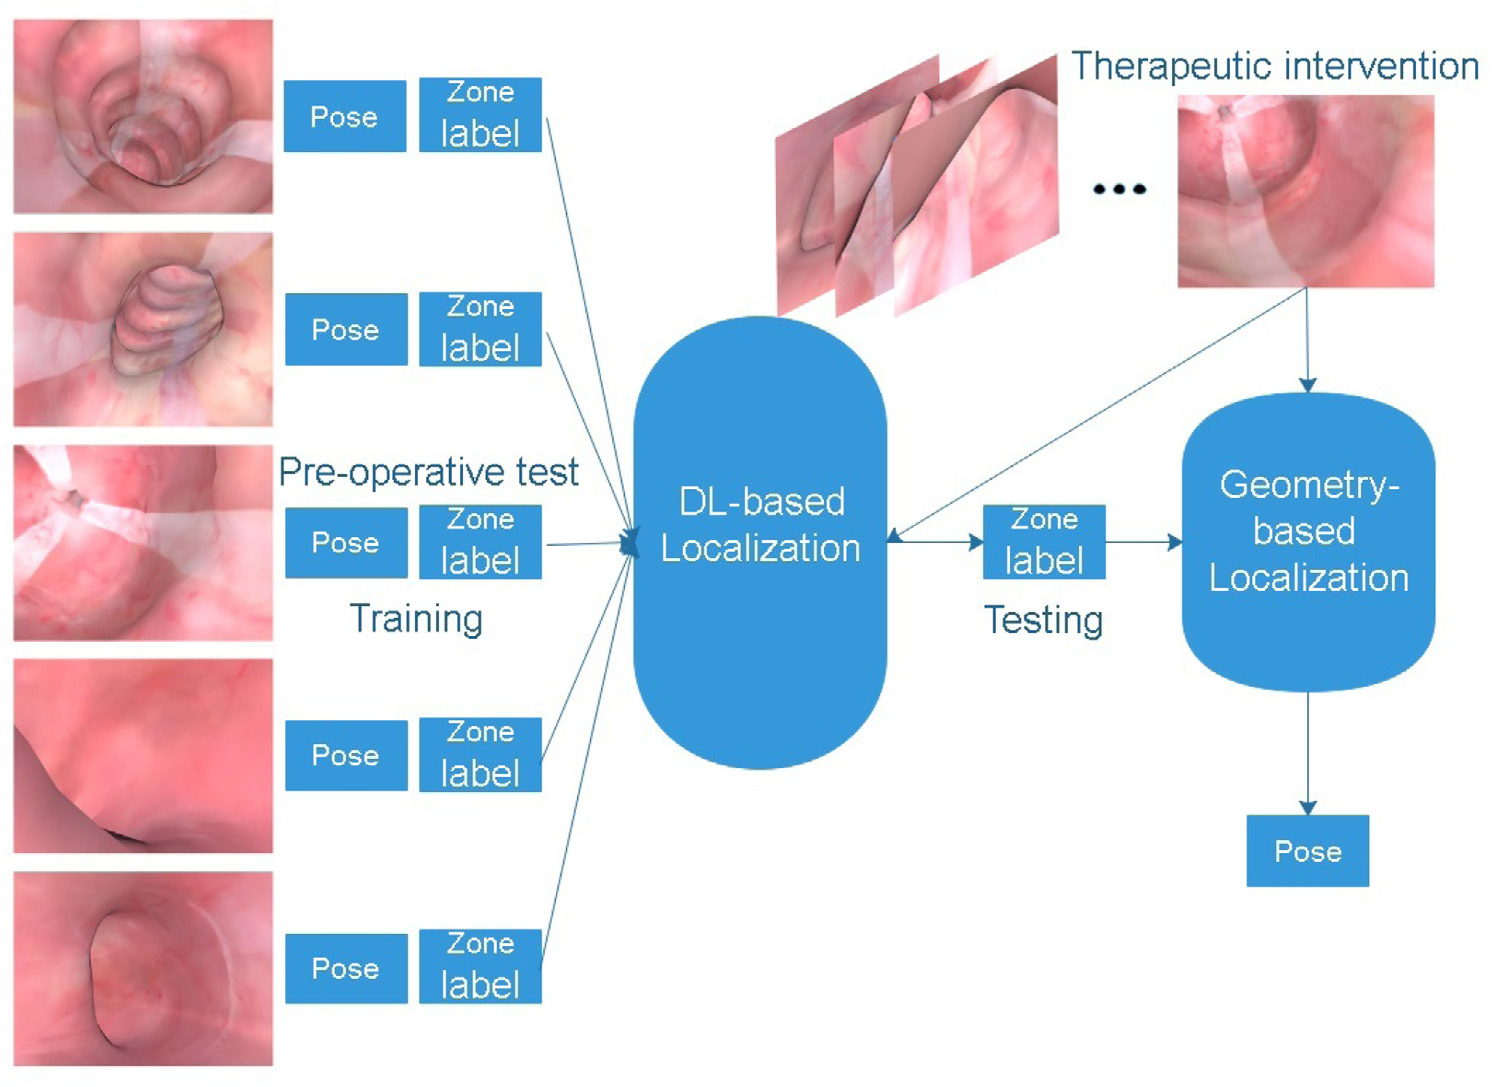 Therapeutic intervention
Pose
Zone
label
Pose
Zone
label
Pre-operative test
Pose
Zone
label
Training
Pose
Zone
label
Pose
Zone
label
DL-based
Localization
Zone
label
Testing
Geometry-
based
Localization
Pose